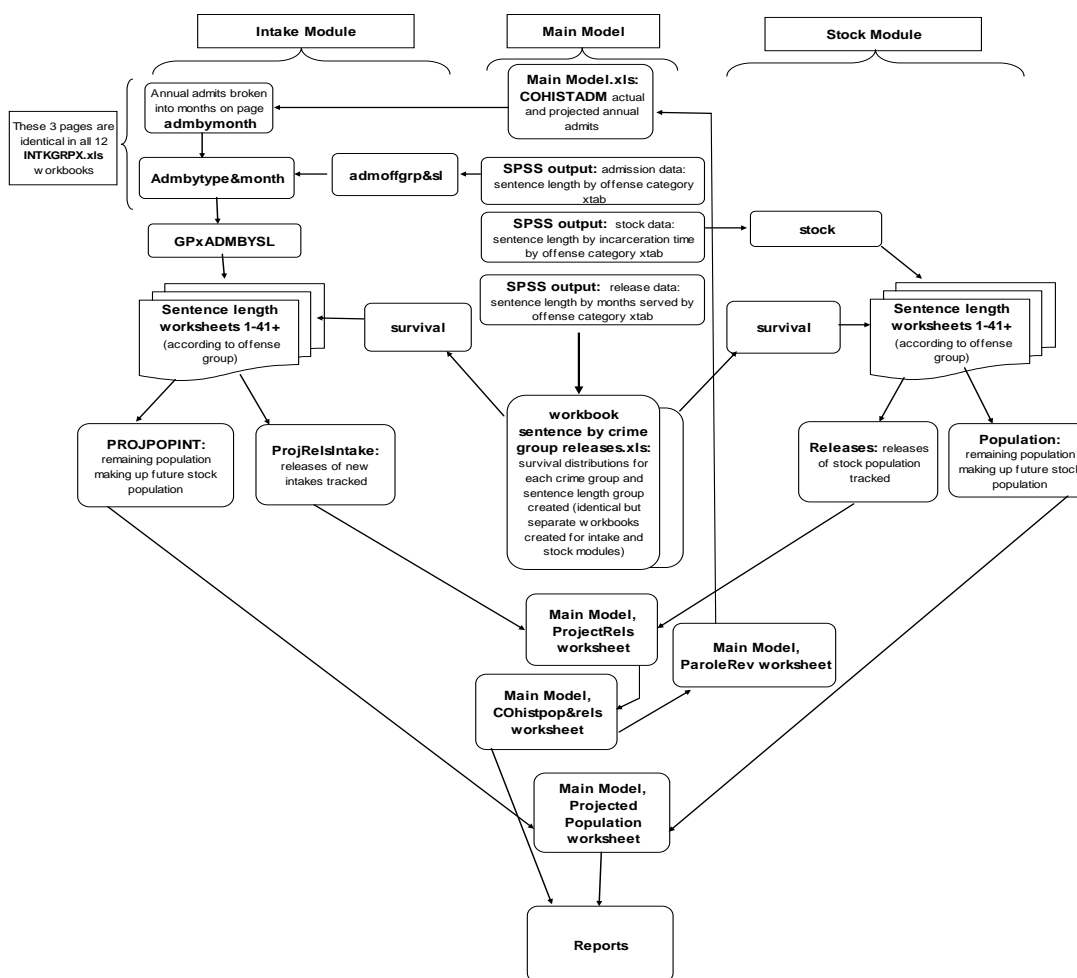 Intake Module
Main Model
Stock Module
These 3 pages are
identical in all 12
INTKGRPX.xls
workbooks
Annual admits broken
into months on page
admbymonth
Main Model.xls:
COHISTADM actual
and projected annual
admits
Admbytype&month
admoffgrp&sl
SPSS output: admission data:
sentence length by offense category
xtab
GPxADMBYSL
SPSS output: stock data:
sentence length by incarceration time
by offense category xtab
stock
SPSS output: release data:
sentence length by months served by
offense category xtab
Sentence length
worksheets 1-41+
(according to offense
group)
survival
survival
Sentence length
worksheets 1-41+
(according to offense
group)
PROJPOPINT:
remaining population
making up future stock
population
ProjRelsIntake:
releases of new
intakes tracked
workbook
sentence by crime
group releases.xls:
survival distributions for
each crime group and
sentence length group
created (identical but
separate workbooks
created for intake and
stock modules)
Releases: releases
of stock population
tracked
Population:
remaining population
making up future stock
population
Main Model,
ProjectRels
worksheet
Main Model,
ParoleRev worksheet
Main Model,
COhistpop&rels
worksheet
Main Model,
Projected
Population
worksheet
Reports